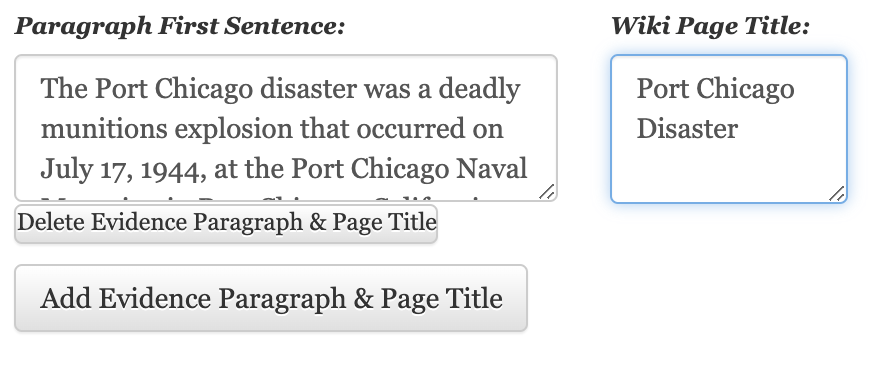 Paragraph First Sentence:
Wiki Page Title:
The Port Chicago disaster was a deadly
munitions explosion that occurred on
July 17, 1944, at the Port Chicago Naval
Port Chicago
Disaster
Delete Evidence Paragraph & Page Title
Add Evidence Paragraph & Page Title